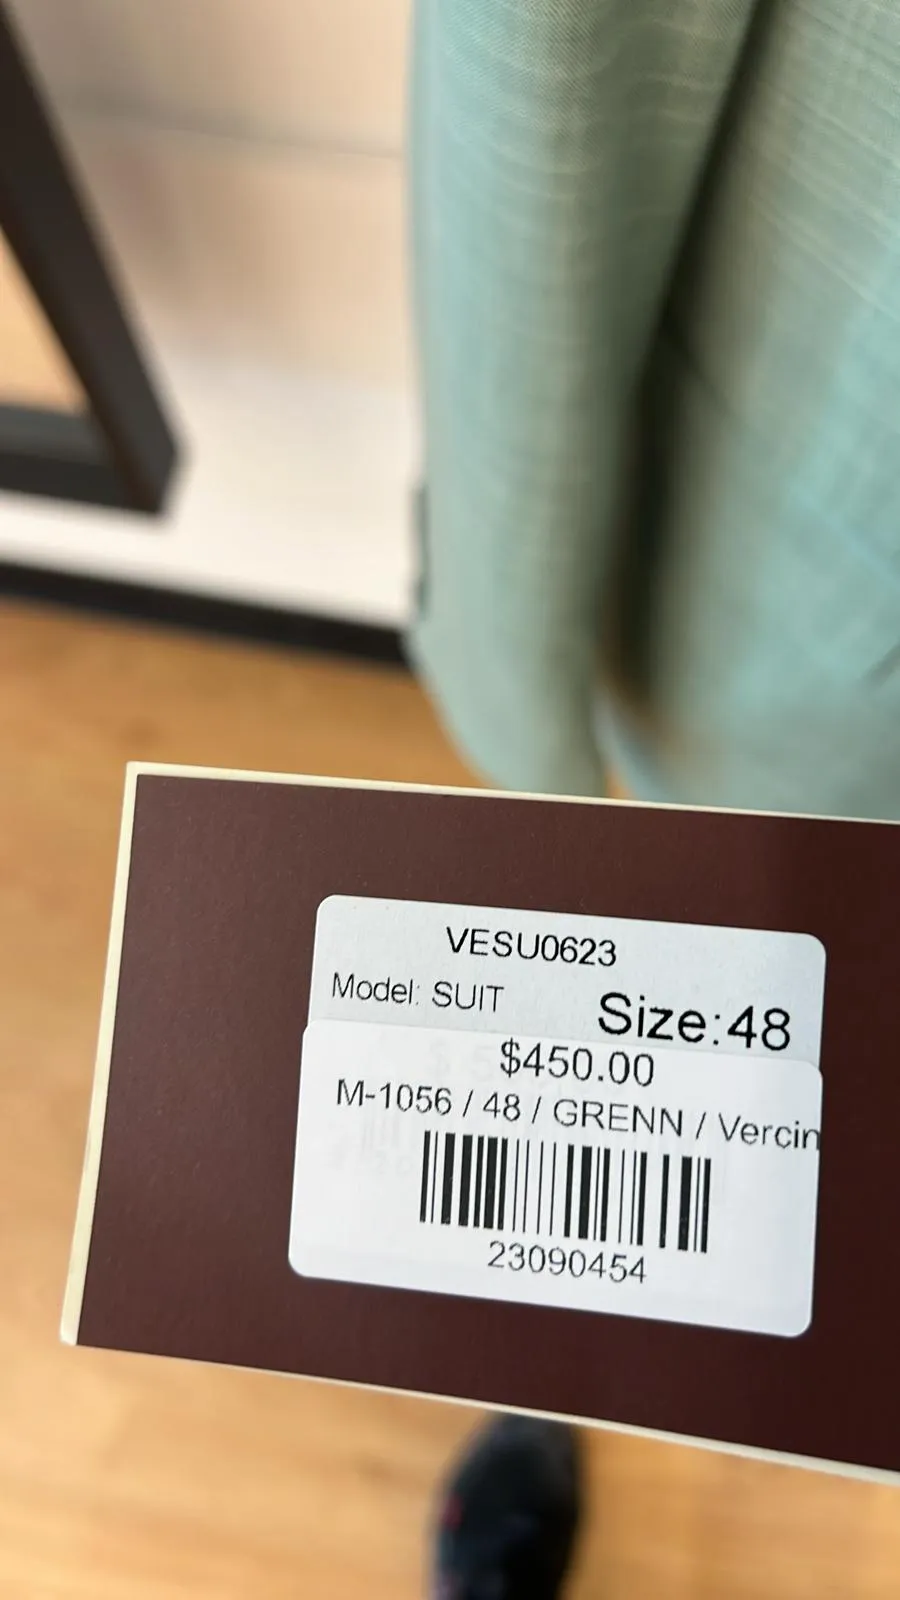 VESU0623
Model: SUIT
Size:48
$450.00
M-1056 / 48 / GRENN / Vercin
23090454